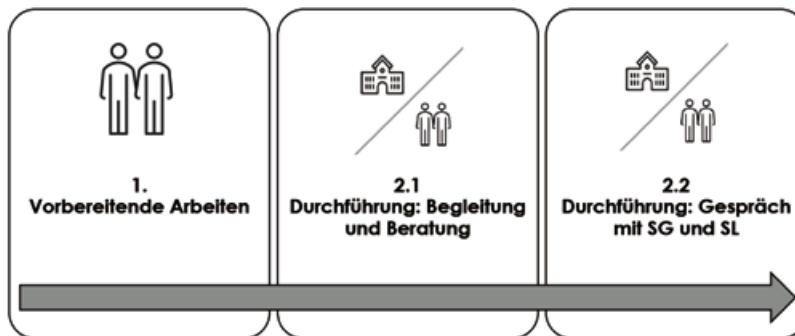 1.
Vorbereitende Arbeiten
2.1
Durchführung: Begleitung
und Beratung
2.2
Durchführung: Gespräch
mit SG und SL